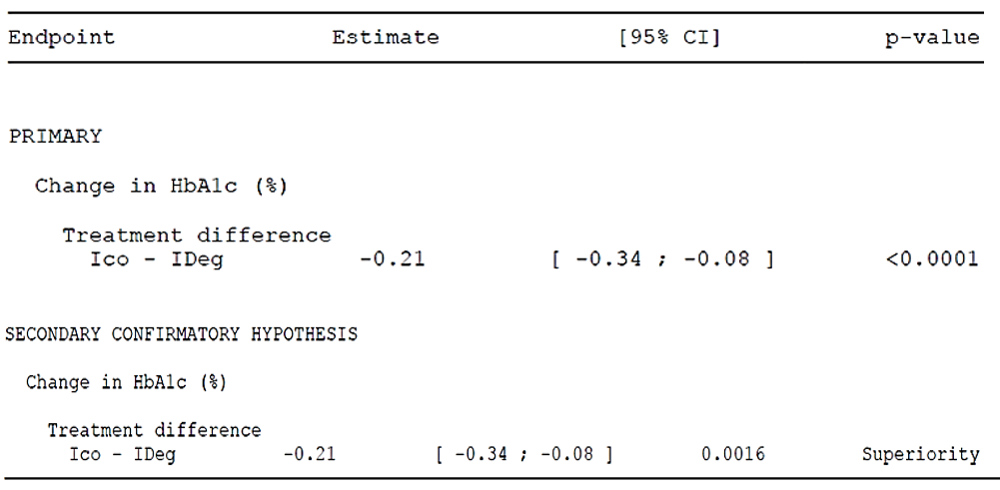 Endpoint Estimate [95% CI] p-value
PRIMARY
Change in HbA1c (%)
Treatment difference
Ico - IDeg -0.21 [ -0.34 ; -0.08 ] <0.0001
SECONDARY CONFIRMATORY HYPOTHESIS
Change in HbA1c (%)
Treatment difference
Ico - IDeg -0.21 [ -0.34 ; -0.08 ] 0.0016 Superiority